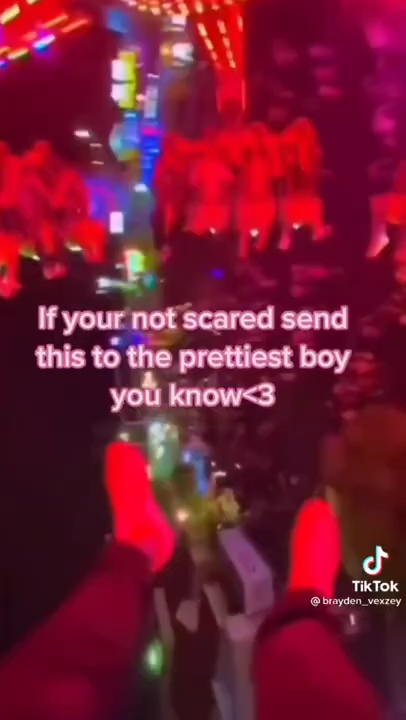 If your not scared send
this to the prettiest boy
you know<3
TikTok
@brayden_vexzey